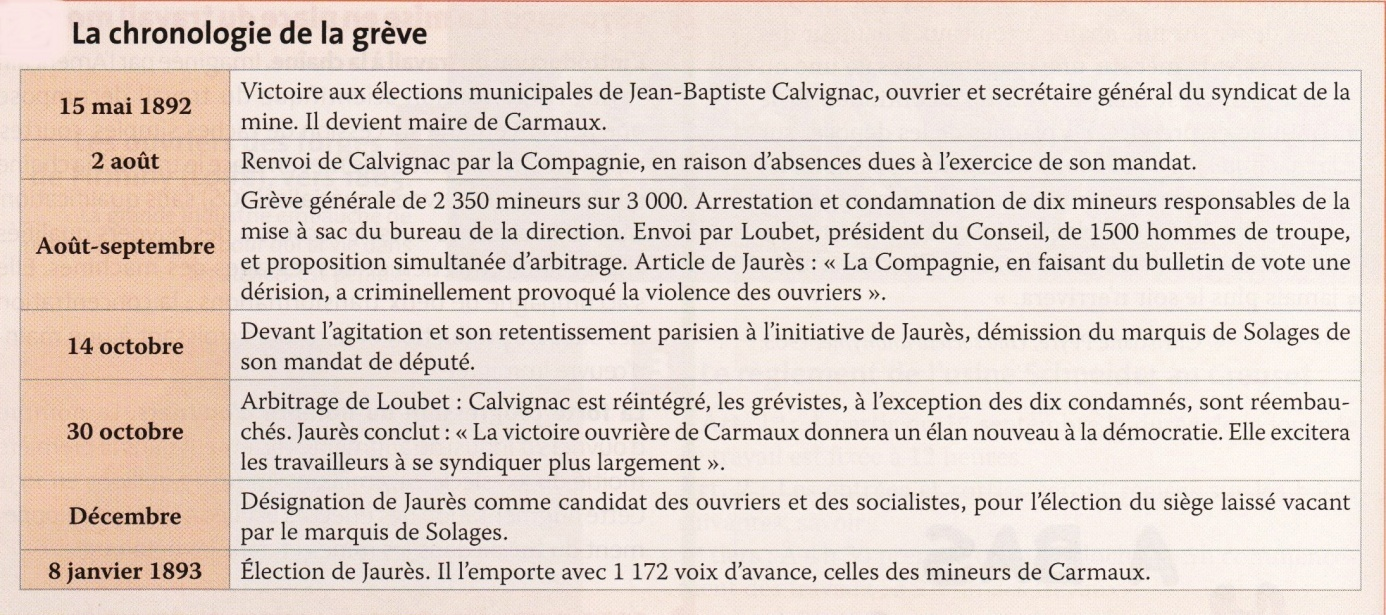 La chronologie de la grève
15 mai 1892
Victoire aux élections municipales de Jean-Baptiste Calvignac, ouvrier et secrétaire général du syndicat de la
mine. Il devient maire de Carmaux.
2 août
Renvoi de Calvignac par la Compagnie, en raison d’absences dues à l’exercice de son mandat.
Août-septembre
Grève générale de 2 350 mineurs sur 3 000. Arrestation et condamnation de dix mineurs responsables de la
mise à sac du bureau de la direction. Envoi par Loubet, président du Conseil, de 1500 hommes de troupe,
et proposition simultanée d’arbitrage. Article de Jaurès : « La Compagnie, en faisant du bulletin de vote une
dérision, a criminellement provoqué la violence des ouvriers ».
14 octobre
Devant l’agitation et son retentissement parisien à l’initiative de Jaurès, démission du marquis de Solages de
son mandat de député.
30 octobre
Arbitrage de Loubet : Calvignac est réintégré, les grévistes, à l’exception des dix condamnés, sont réembau-
chés. Jaurès conclut : « La victoire ouvrière de Carmaux donnera un élan nouveau à la démocratie. Elle excitera
les travailleurs à se syndiquer plus largement ».
Décembre
Désignation de Jaurès comme candidat des ouvriers et des socialistes, pour l’élection du siège laissé vacant
par le marquis de Solages.
8 janvier 1893
Élection de Jaurès. Il l’emporte avec 1 172 voix d’avance, celles des mineurs de Carmaux.